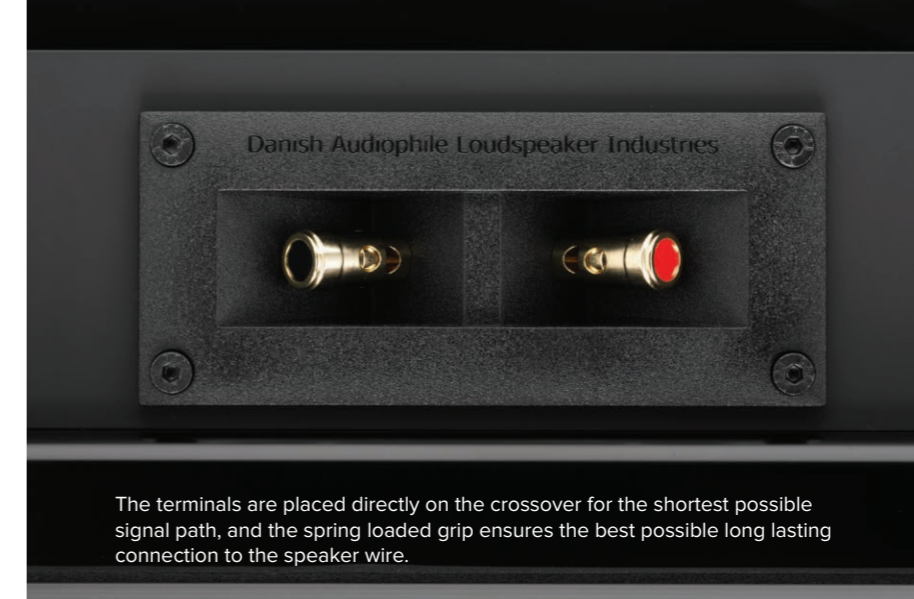 Danish Audiophile Loudspeaker Industries
The terminals are placed directly on the crossover for the shortest possible
signal path, and the spring loaded grip ensures the best possible long lasting
connection to the speaker wire.